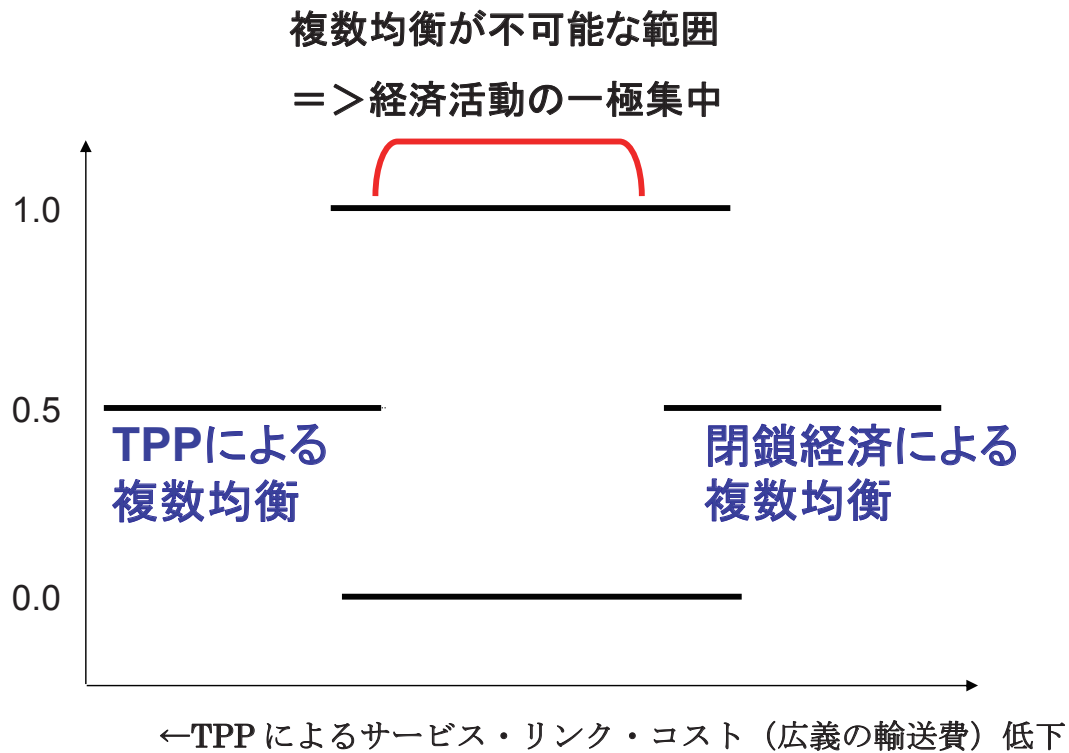 複数均衡が不可能な範囲
＝＞経済活動の一極集中
1.0
0.5
TPPによる
複数均衡
閉鎖経済による
複数均衡
0.0
←TPP によるサービス・リンク・コスト（広義の輸送費）低下